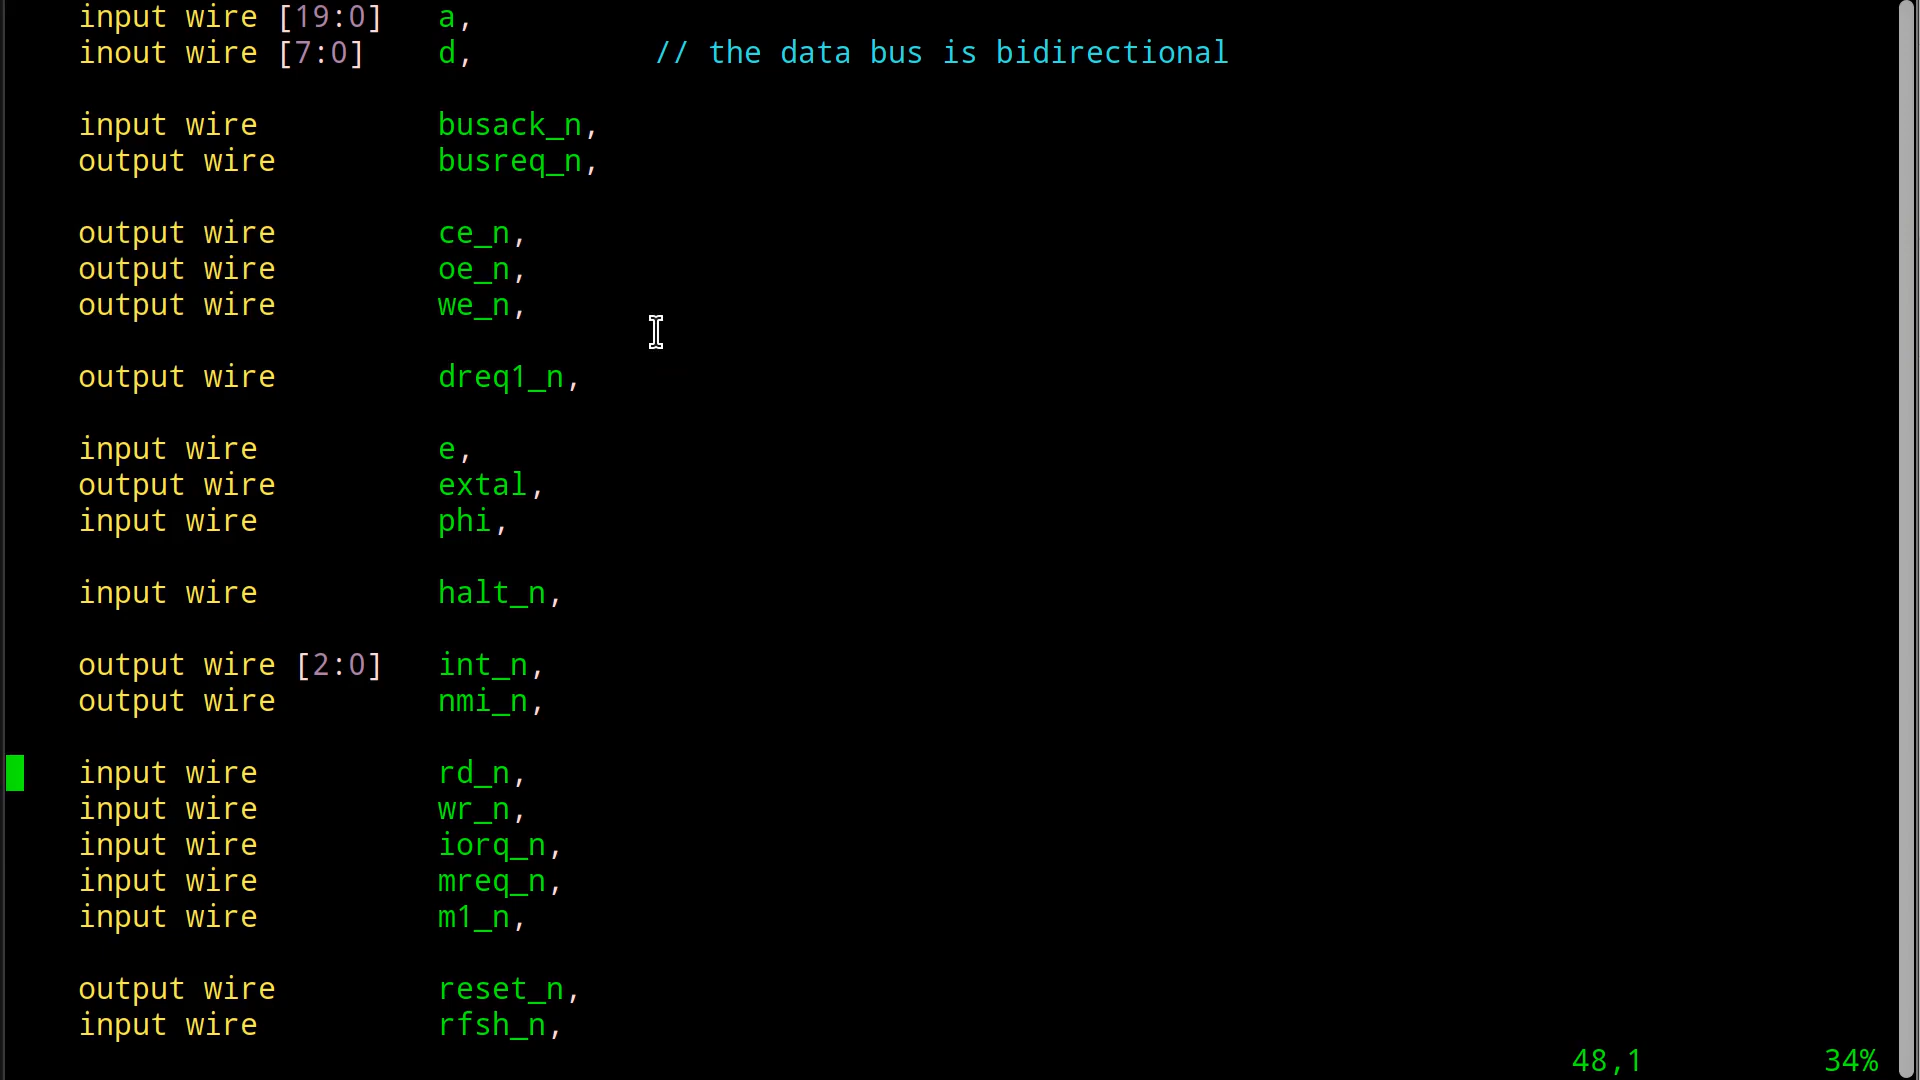 input wire [19:0]   a,
inout wire [7:0]    d,          // the data bus is bidirectional
input wire          busack_n,
output wire         busreq_n,
output wire         ce_n,
output wire         oe_n,
output wire         we_n,
output wire         dreq1_n,
input wire          e,
output wire         extal,
input wire          phi,
input wire          halt_n,
output wire [2:0]   int_n,
output wire         nmi_n,
input wire          rd_n,
input wire          wr_n,
input wire          iorq_n,
input wire          mreq_n,
input wire          m1_n,
output wire         reset_n,
input wire          rfsh_n,
48,1          34%